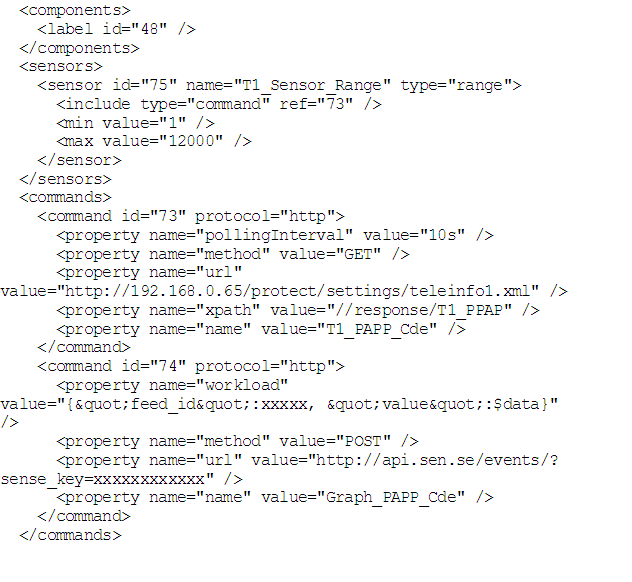 <components>
<label id="48" />
</components>
<sensors>
<sensor id="75" name="T1_Sensor_Range" type="range">
<include type="command" ref="73" />
<min value="1" />
<max value="12000" />
</sensor>
</sensors>
<commands>
<command id="73" protocol="http">
<property name="pollingInterval" value="10s" />
<property name="method" value="GET" />
<property name="url"
value="http://192.168.0.65/protect/settings/teleinfo1.xml" />
<property name="xpath" value="//response/T1_PPAP" />
<property name="name" value="T1_PAPP_Cde" />
</command>
<command id="74" protocol="http">
<property name="workload"
value="{&quot;feed_id&quot;:xxxxx, &quot;value&quot;:$data}"
/>
<property name="method" value="POST" />
<property name="url" value="http://api.sen.se/events/?
sense_key=xxxxxxxxxxxx" />
<property name="name" value="Graph_PAPP_Cde" />
</command>
</commands>